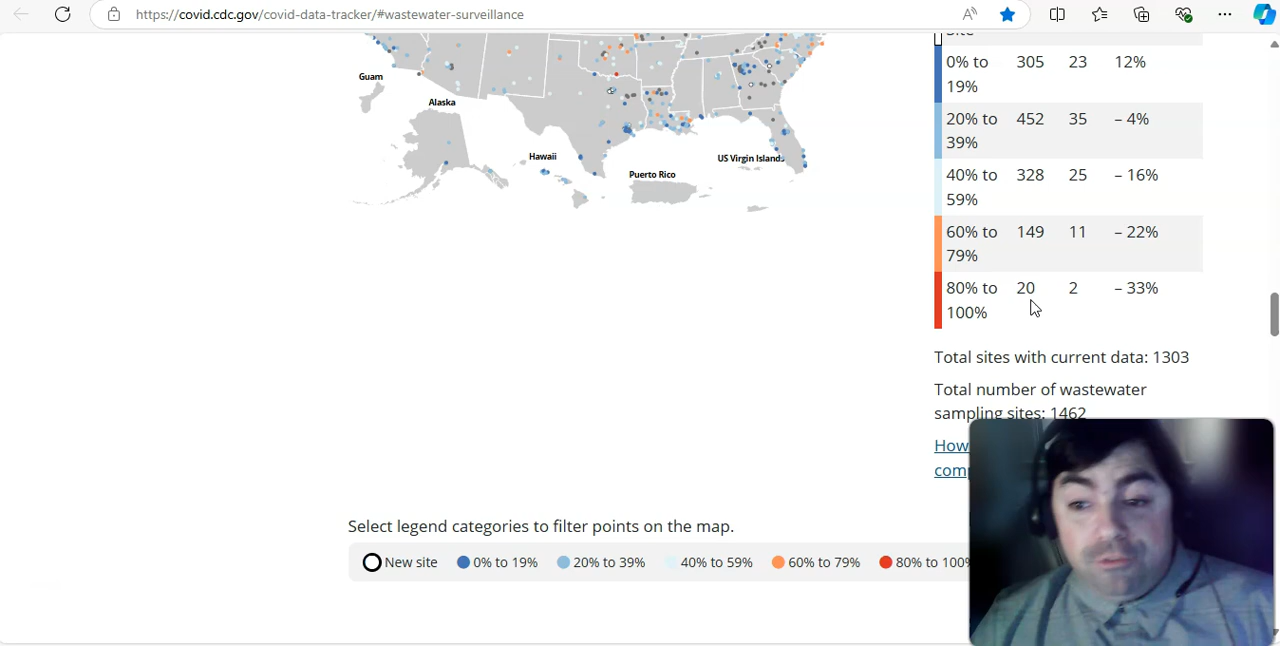 https://covid.cdc.gov/covid-data-tracker/#wastewater-surveillance
Guam
Alaska
Hawaii
US Virgin Islands
Puerto Rico
Site
0% to 19% 305 23 12%
20% to 39% 452 35 – 4%
40% to 59% 328 25 – 16%
60% to 79% 149 11 – 22%
80% to 100% 20 2 – 33%
Total sites with current data: 1303
Total number of wastewater
sampling sites: 1462
How
Select legend categories to filter points on the map.
New site 0% to 19% 20% to 39% 40% to 59% 60% to 79% 80% to 100%